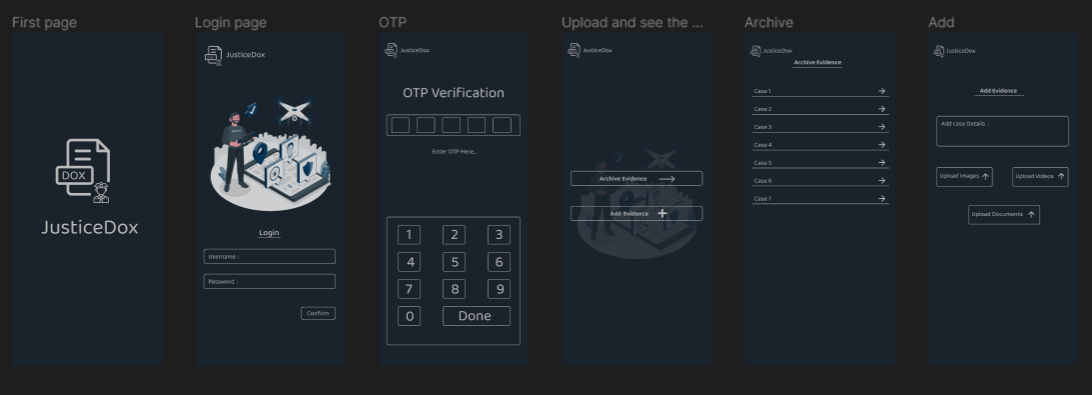 First page
DOX
JusticeDox
Login page
JusticeDox
Login
Username :
Password :
Confirm
OTP
JusticeDox
OTP Verification
Enter OTP Here...
1 2 3
4 5 6
7 8 9
0 Done
Upload and see the ...
JusticeDox
Archive Evidence
Add Evidence
Archive
JusticeDox
Archive Evidence
Case 1
Case 2
Case 3
Case 4
Case 5
Case 6
Case 7
Add
JusticeDox
Add Evidence
Add case Details :
Upload Images
Upload Videos
Upload Documents